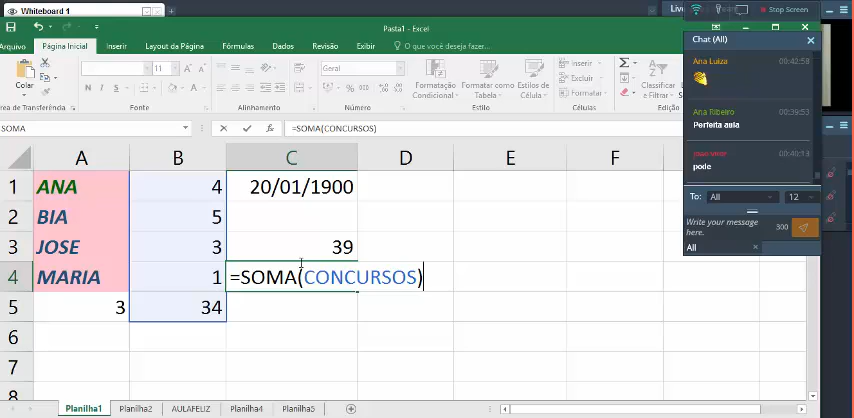 Whiteboard 1
Live
Stop Screen
Pasta1 - Excel
Arquivo
Página Inicial
Inserir
Layout da Página
Fórmulas
Dados
Revisão
Exibir
O que você deseja fazer...
Colar
11
Geral
N
I
S
Formatação
Condicional
Formatar como
Tabela
Estilos de
Célula
Inserir
Excluir
Formatar
Classificar
e Filtrar
Área de Transferência
Fonte
Alinhamento
Número
Estilo
Células
SOMA
=SOMA(CONCURSOS)
A B C D E F
1 ANA 4 20/01/1900
2 BIA 5
3 JOSE 3 39
4 MARIA 1 =SOMA(CONCURSOS)
5 3 34
6
7
8
Planilha1
Planilha2
AULAFELIZ
Planilha4
Planilha5
Chat (All)
Ana Luiza 00:42:58
Ana Ribeiro 00:39:53
Perfeita aula
00:40:13
pode
To: All 12
Write your message
here.
300
All